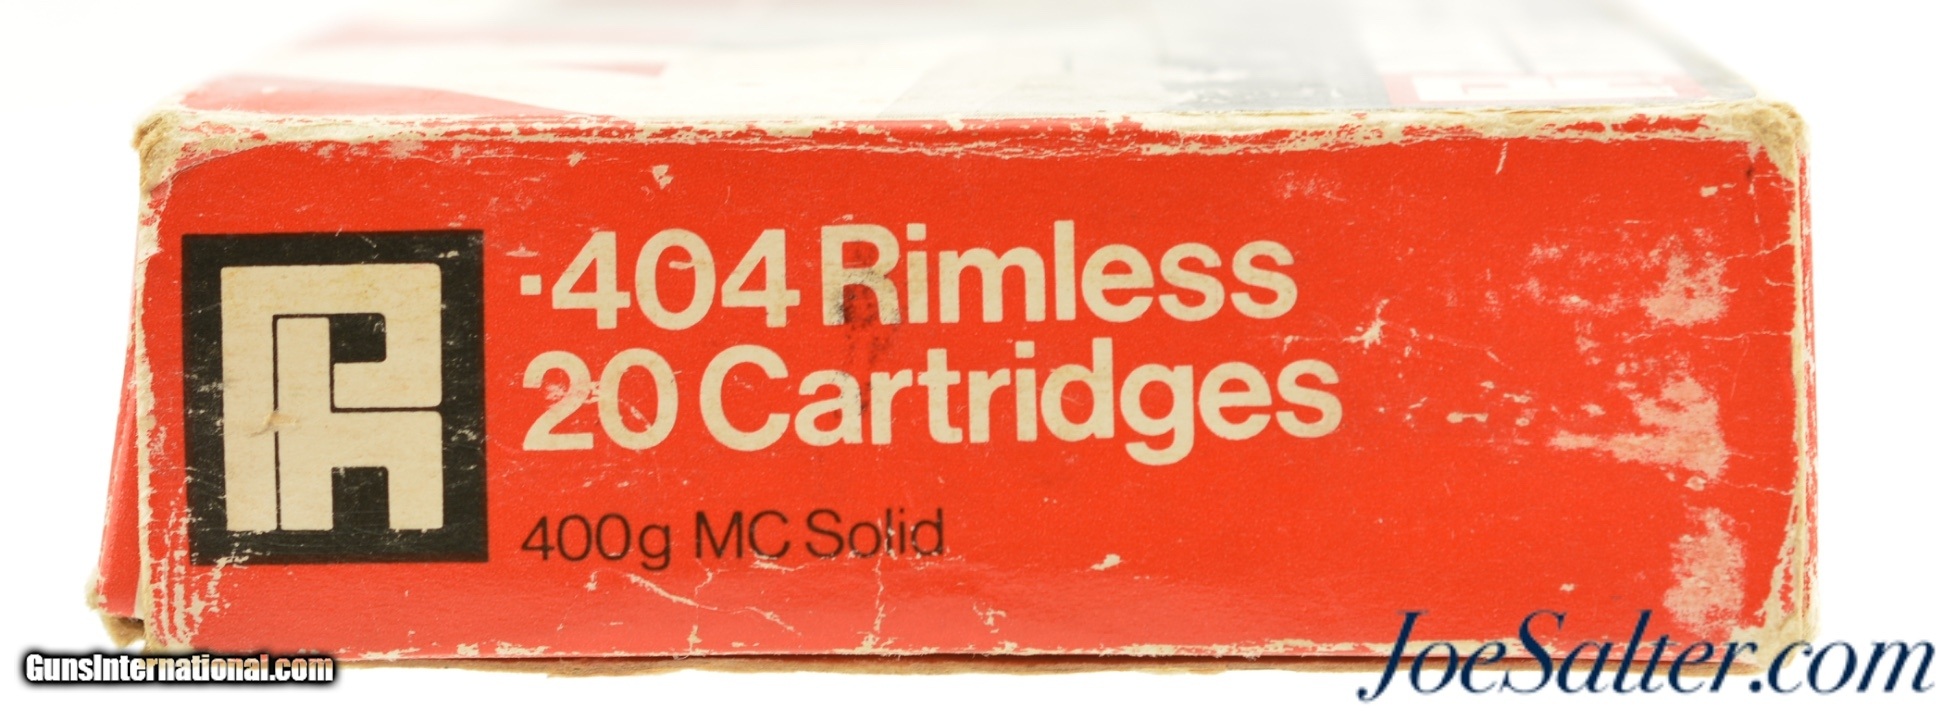 ·404 Rimless
20 Cartridges
400g MC Solid
GunsInternational.com
JoeSalter.com